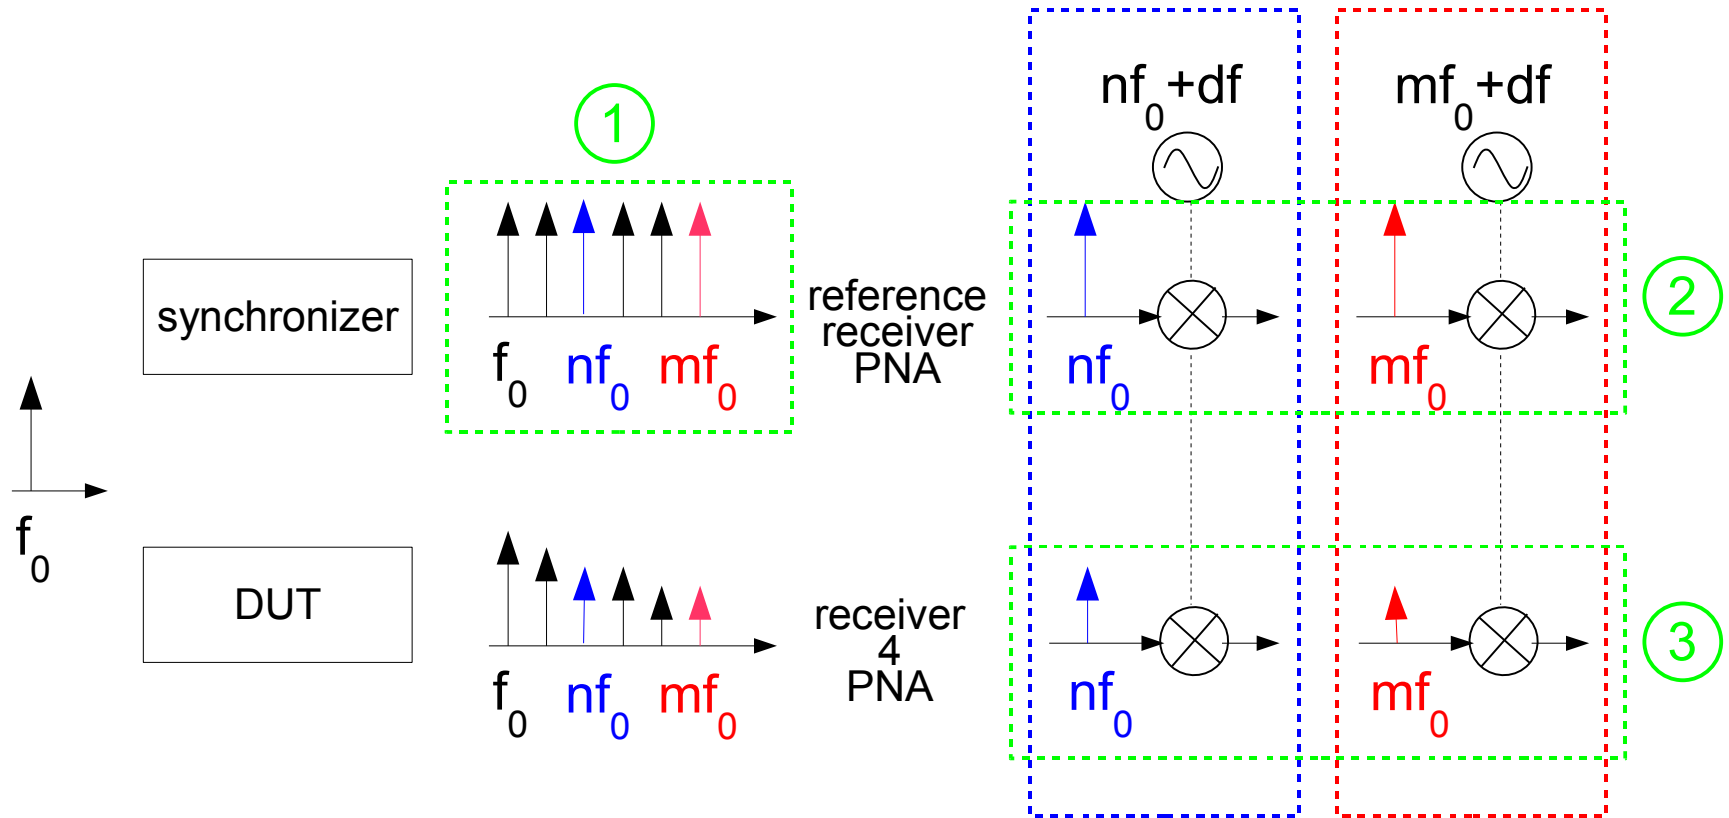 nf0+df
mf0+df
1
synchronizer
reference
receiver
PNA
2
f0
nf0
mf0
nf0
mf0
f0
DUT
receiver
4
PNA
3
f0
nf0
mf0
nf0
mf0